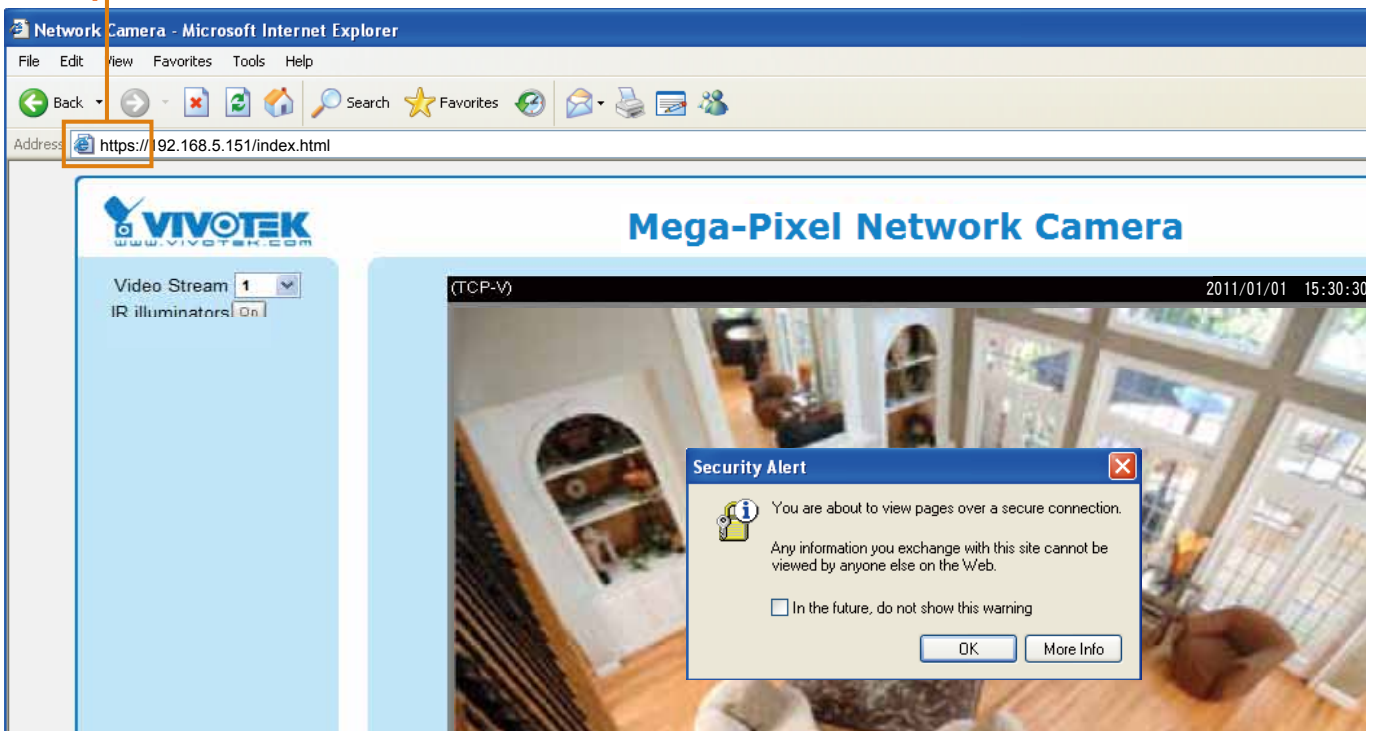 Network Camera - Microsoft Internet Explorer
File Edit View Favorites Tools Help
Back Search Favorites
Address https://192.168.5.151/index.html
VIVOTEK
www.vivotek.com
Mega-Pixel Network Camera
Video Stream 1
IR illuminators On
(TCP-V) 2011/01/01 15:30:30
Security Alert
You are about to view pages over a secure connection.
Any information you exchange with this site cannot be
viewed by anyone else on the Web.
In the future, do not show this warning
OK More Info